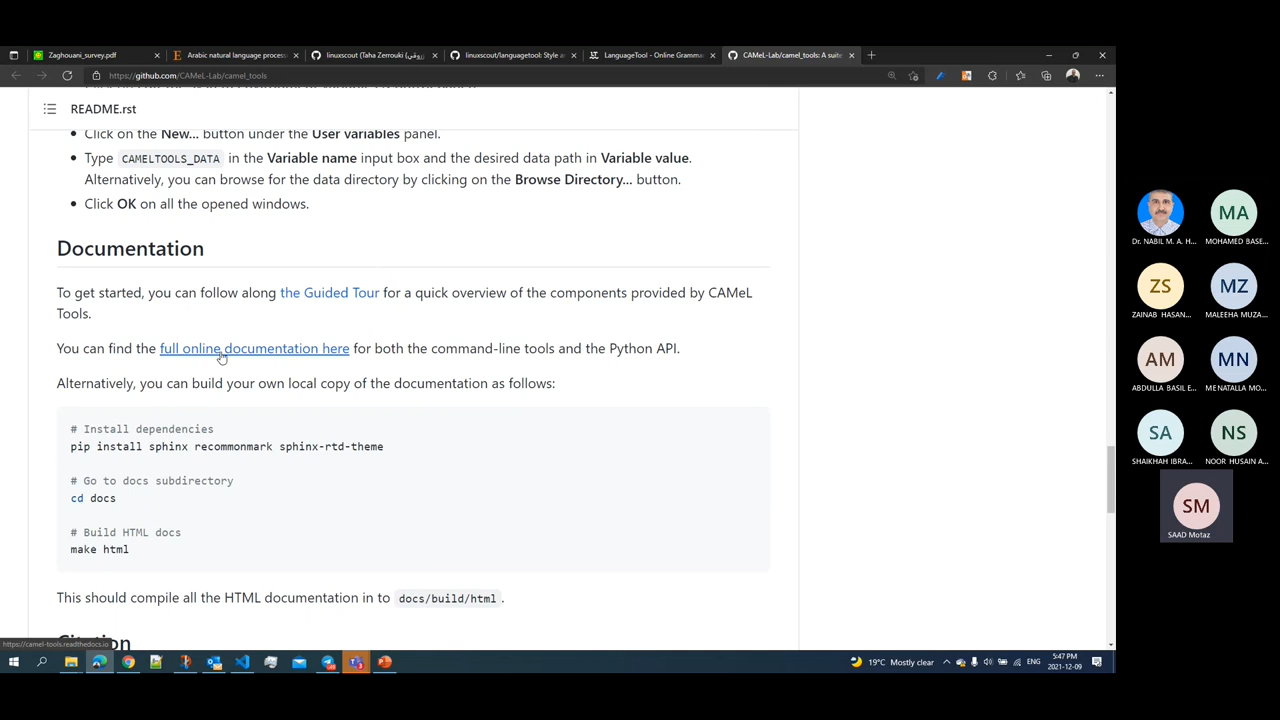 Zaghouani_survey.pdf
Arabic natural language process
linuxscout (Taha Zerrouki
linuxscout/languagetool: Style a
LanguageTool - Online Gramma
CAMeL-Lab/camel_tools: A suite
https://github.com/CAMeL-Lab/camel_tools
README.rst
Click on the New... button under the User variables panel.
Type CAMELTOOLS_DATA in the Variable name input box and the desired data path in Variable value.
Alternatively, you can browse for the data directory by clicking on the Browse Directory... button.
Click OK on all the opened windows.
Documentation
To get started, you can follow along the Guided Tour for a quick overview of the components provided by CAMeL
Tools.
You can find the full online documentation here for both the command-line tools and the Python API.
Alternatively, you can build your own local copy of the documentation as follows:
# Install dependencies
pip install sphinx recommonmark sphinx-rtd-theme
# Go to docs subdirectory
cd docs
# Build HTML docs
make html
This should compile all the HTML documentation in to docs/build/html.
Citation
https://camel-tools.readthedocs.io
19°C Mostly clear
ENG
5:47 PM
2021-12-09
Dr. NABIL M. A. H...
MA
MOHAMED BASE...
ZS
ZAINAB HASAN...
MZ
MALEEHA MUZA...
AM
ABDULLA BASIL E...
MN
MENATALLA MO...
SA
SHAIKHAH IBRA...
NS
NOOR HUSAIN A...
SM
SAAD Motaz